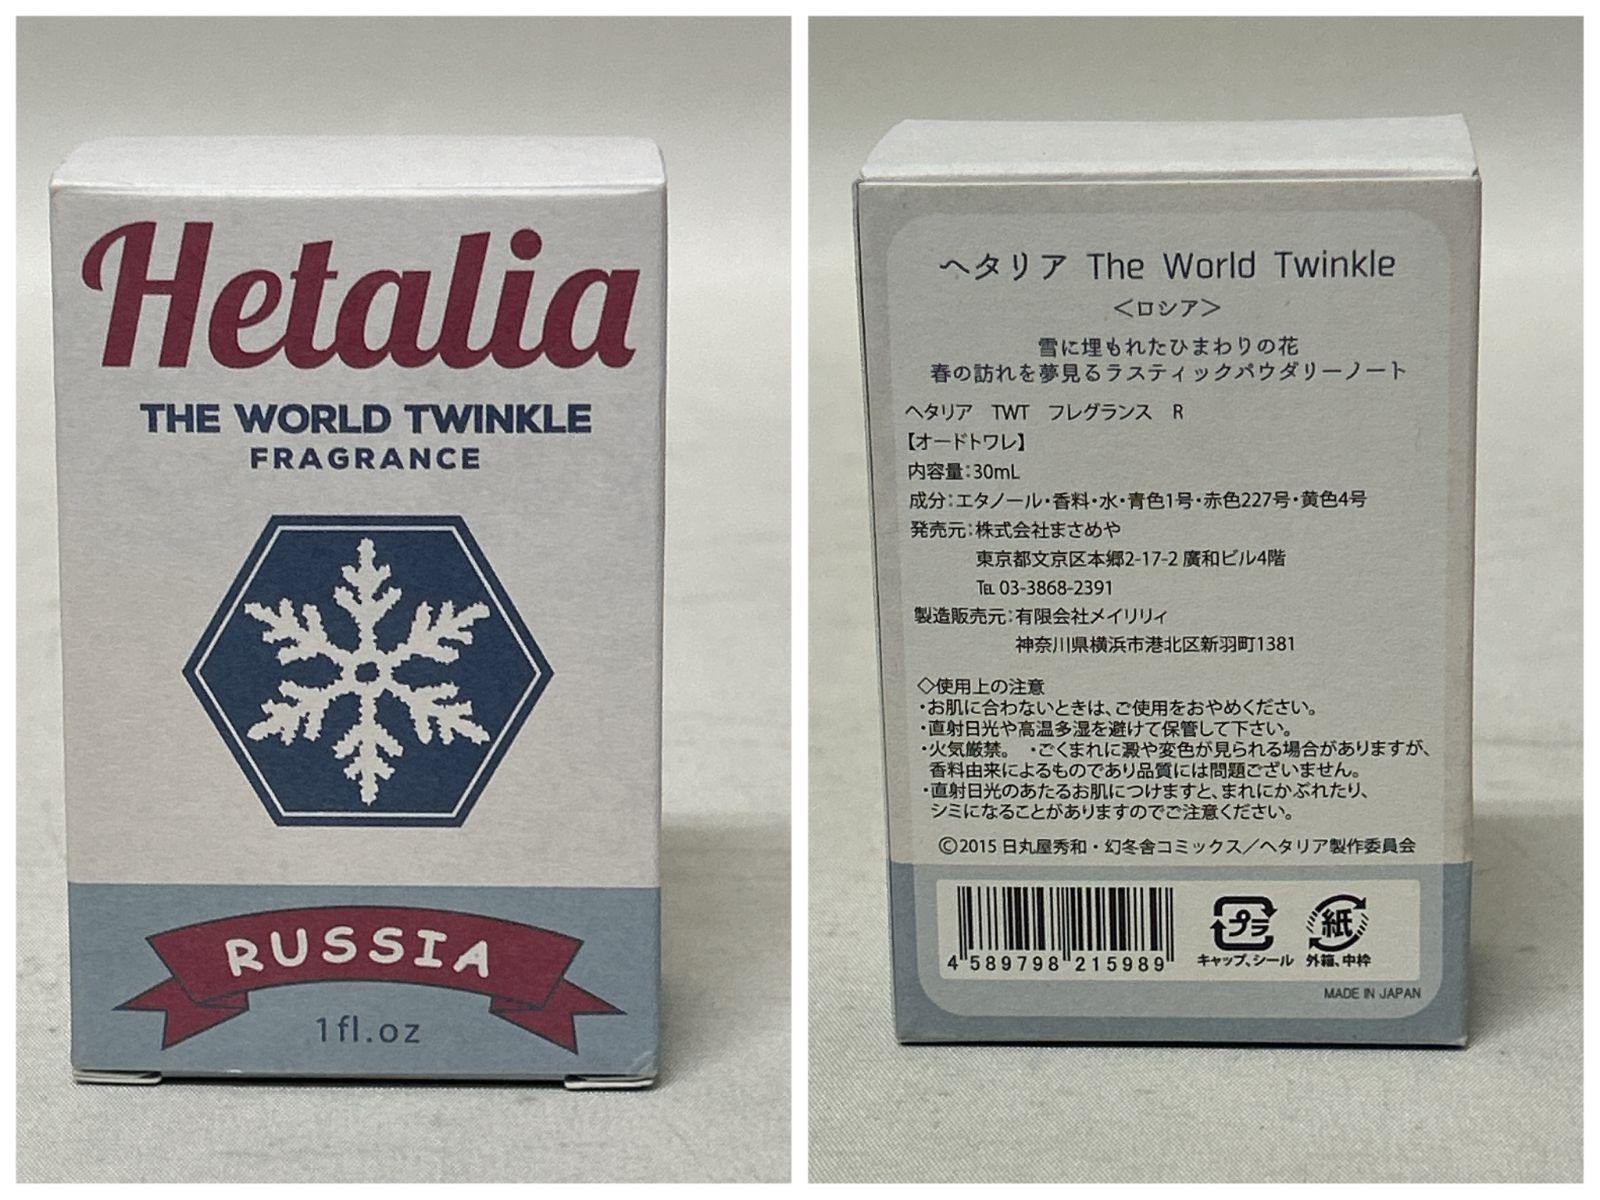 Hetalia
THE WORLD TWINKLE
FRAGRANCE
RUSSIA
1fl.oz
ヘタリア The World Twinkle
＜ロシア＞
雪に埋もれたひまわりの花
春の訪れを夢見るラスティックパウダリーノート
ヘタリア TWT フレグランス R
【オードトワレ】
内容量：30mL
成分：エタノール・香料・水・青色1号・赤色227号・黄色4号
発売元：株式会社まさめや
東京都文京区本郷2-17-2 廣和ビル4階
℡ 03-3868-2391
製造販売元：有限会社メイリリィ
神奈川県横浜市港北区新羽町1381
◇使用上の注意
・お肌に合わないときは、ご使用をおやめください。
・直射日光や高温多湿を避けて保管して下さい。
・火気厳禁。 ・ごくまれに澱や変色が見られる場合がありますが、
香料由来によるものであり品質には問題ございません。
・直射日光のあたるお肌につけますと、まれにかぶれたり、
シミになることがありますのでご注意ください。
©2015 日丸屋秀和・幻冬舎コミックス／ヘタリア製作委員会
4 589798 215989
プラ
キャップ、シール
紙
外箱、中枠
MADE IN JAPAN